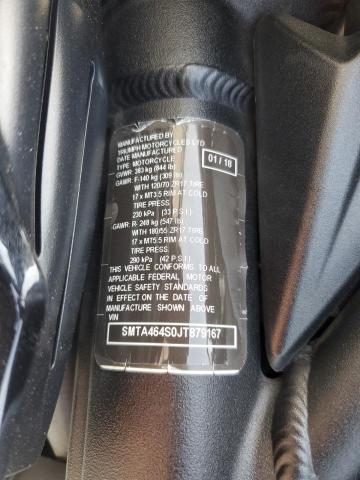 MANUFACTURED BY
TRIUMPH MOTORCYCLES LTD
DATE MANUFACTURED 01 / 18
TYPE MOTORCYCLE
GVWR: 383 kg (844 lb)
GAWR: F-140 kg (309 lb)
WITH 120/70 ZR17 TIRE
17 x MT3.5 RIM AT COLD
TIRE PRESS.
230 kPa (33 P.S.I)
GAWR: R- 248 kg (547 lb)
WITH 180/55 ZR17 TIRE
17 x MT5.5 RIM AT COLD
TIRE PRESS.
290 kPa (42 P.S.I)
THIS VEHICLE CONFORMS TO ALL
APPLICABLE FEDERAL MOTOR
VEHICLE SAFETY STANDARDS
IN EFFECT ON THE DATE OF
MANUFACTURE SHOWN ABOVE
VIN
SMTA464S0JT879167